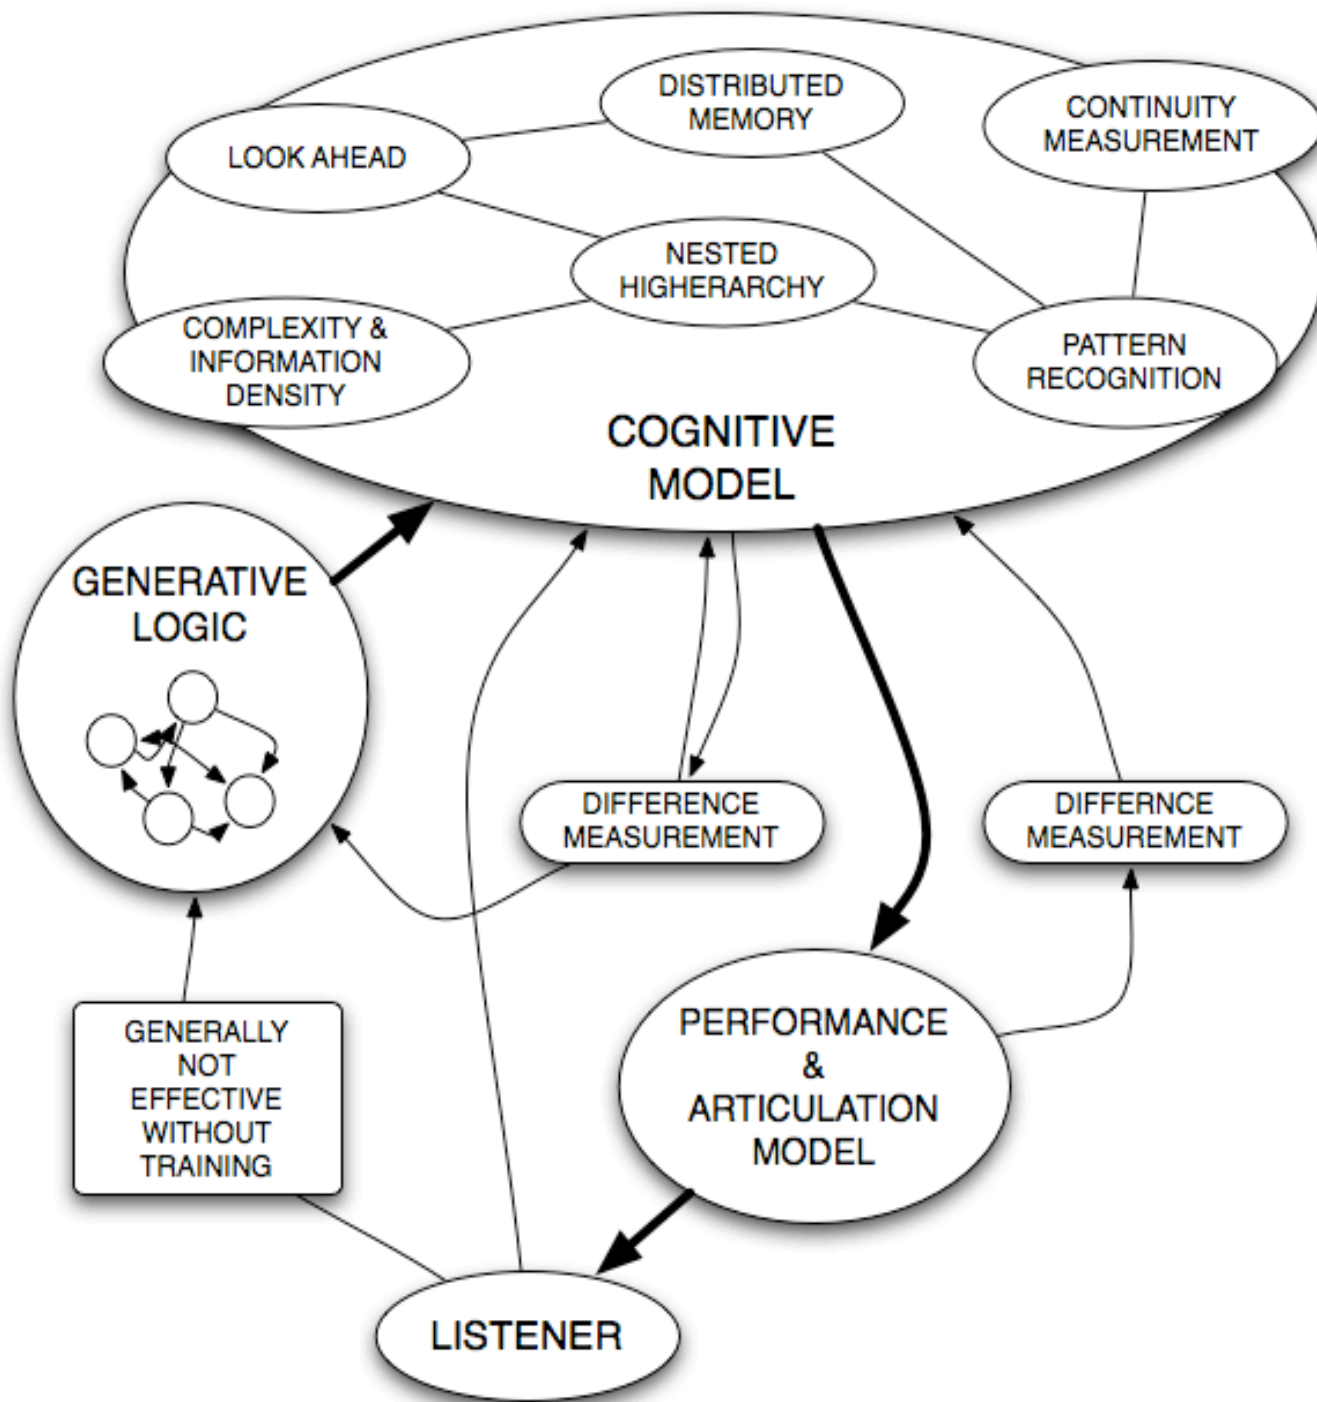 DISTRIBUTED
MEMORY
CONTINUITY
MEASUREMENT
LOOK AHEAD
NESTED
HIGHERARCHY
COMPLEXITY &
INFORMATION
DENSITY
PATTERN
RECOGNITION
COGNITIVE
MODEL
GENERATIVE
LOGIC
DIFFERENCE
MEASUREMENT
DIFFERNCE
MEASUREMENT
GENERALLY
NOT
EFFECTIVE
WITHOUT
TRAINING
PERFORMANCE
&
ARTICULATION
MODEL
LISTENER